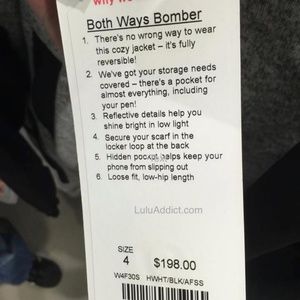 Both Ways Bomber
1. There's no wrong way to wear
this cozy jacket – it's fully
reversible!
2. We've got your storage needs
covered – there's a pocket for
almost everything, including
your pen!
3. Reflective details help you
shine bright in low light
4. Secure your scarf in the
locker loop at the back
5. Hidden pocket helps keep your
phone from slipping out
6. Loose fit, low-hip length
LuluAddict.com
SIZE
4 $198.00
W4F30S HWHT/BLK/AFSS